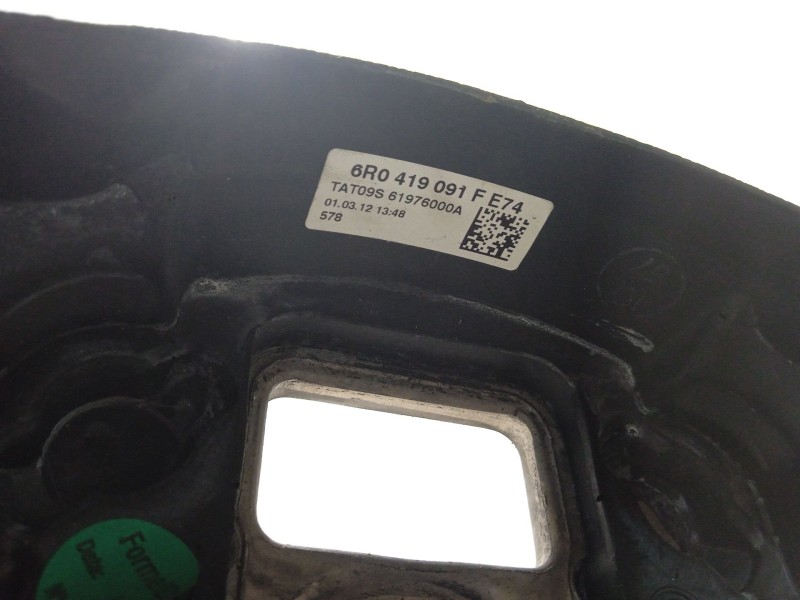 6R0 419 091 F E74
TAT09S 61976000A
01.03.12 13:48
578